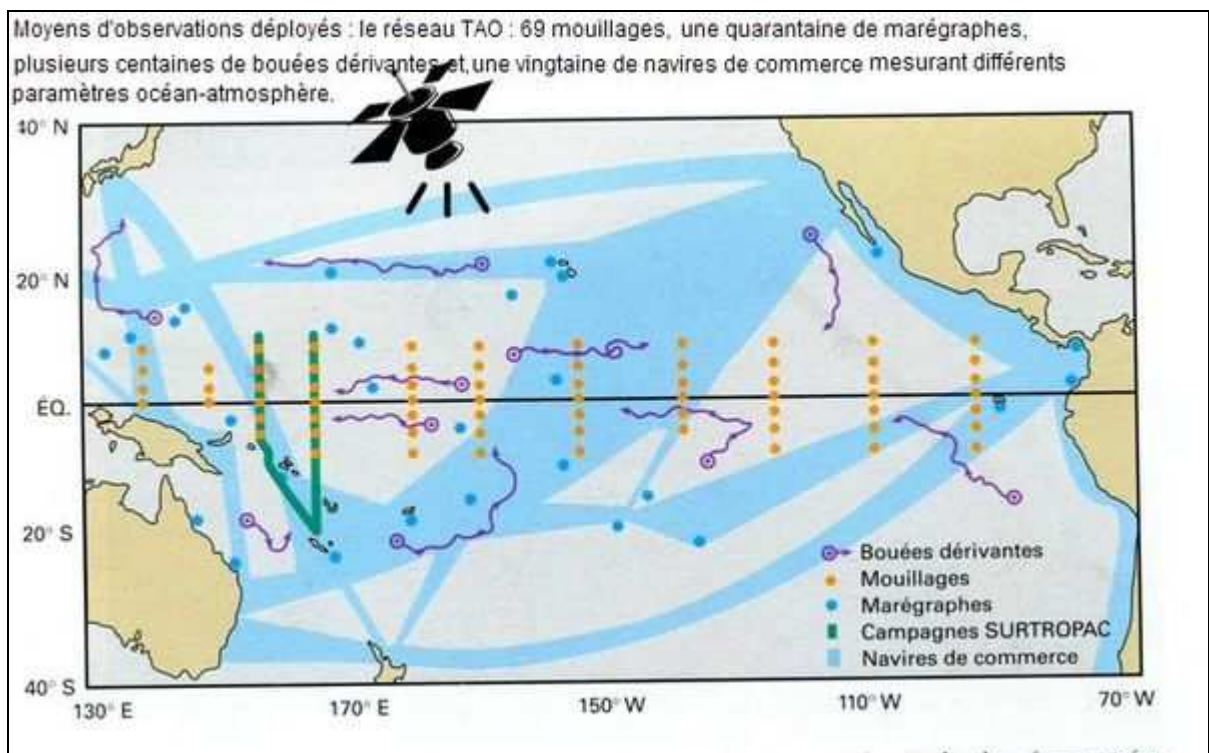 Moyens d'observations déployés : le réseau TAO : 69 mouillages, une quarantaine de marégraphes,
plusieurs centaines de bouées dérivantes et, une vingtaine de navires de commerce mesurant différents
paramètres océan-atmosphère.
40° N
20° N
EQ.
20° S
40° S
130° E
170° E
150° W
110° W
70° W
Bouées dérivantes
Mouillages
Marégraphes
Campagnes SURTROPAC
Navires de commerce